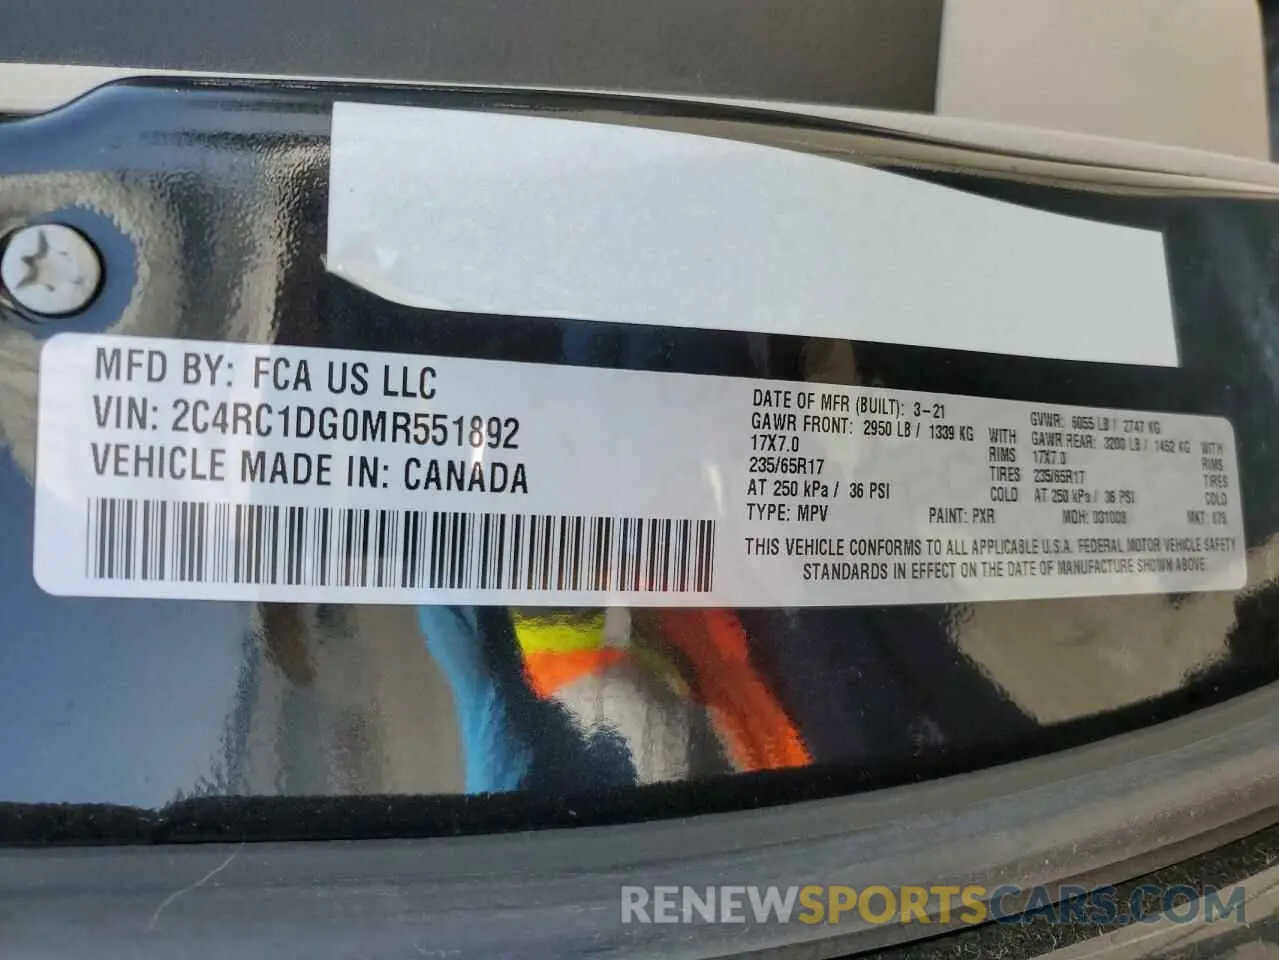 MFD BY: FCA US LLC
VIN: 2C4RC1DG0MR551892
VEHICLE MADE IN: CANADA
DATE OF MFR (BUILT): 3-21 GVWR: 6055 LB / 2747 KG
GAWR FRONT: 2950 LB / 1339 KG WITH GAWR REAR: 3200 LB / 1452 KG WITH
17X7.0 RIMS 17X7.0 RIMS
235/65R17 TIRES 235/65R17 TIRES
AT 250 kPa / 36 PSI COLD AT 250 kPa / 36 PSI COLD
TYPE: MPV PAINT: PXR MDH: 031009 MKT:
THIS VEHICLE CONFORMS TO ALL APPLICABLE U.S.A. FEDERAL MOTOR VEHICLE SAFETY
STANDARDS IN EFFECT ON THE DATE OF MANUFACTURE SHOWN ABOVE.
RENEWSPORTSCARS.COM